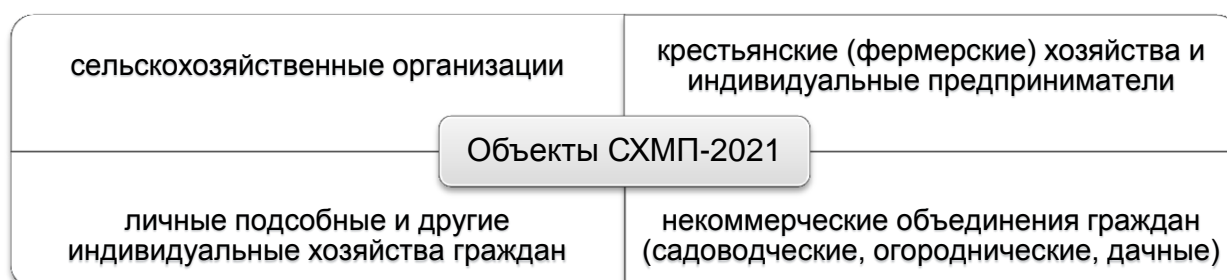 сельскохозяйственные организации
крестьянские (фермерские) хозяйства и
индивидуальные предприниматели
Объекты СХМП-2021
личные подсобные и другие
индивидуальные хозяйства граждан
некоммерческие объединения граждан
(садоводческие, огороднические, дачные)